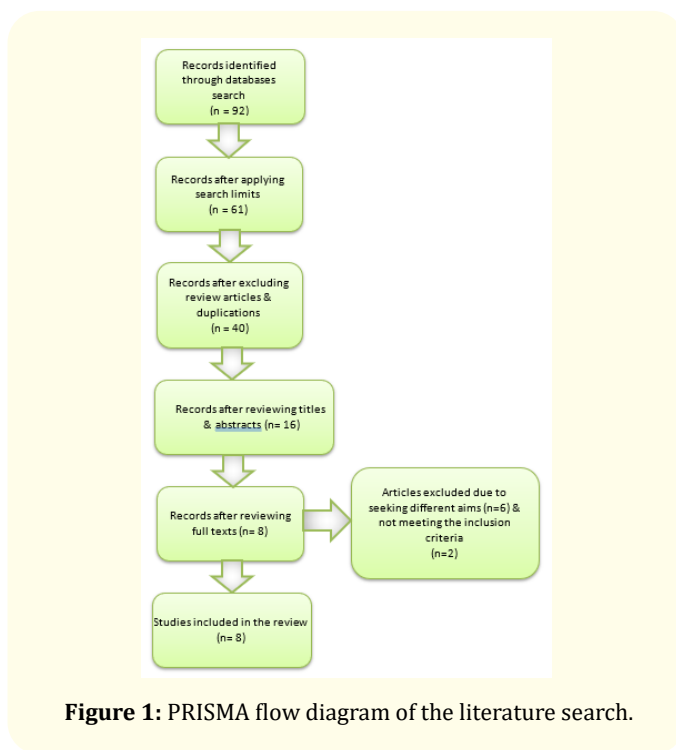 Records identified
through databases
search
(n = 92)
Records after applying
search limits
(n = 61)
Records after excluding
review articles &
duplications
(n = 40)
Records after reviewing titles
& abstracts (n= 16)
Records after reviewing
full texts (n= 8)
Articles excluded due to
seeking different aims (n=6) &
not meeting the inclusion
criteria
(n=2)
Studies included in the review
(n= 8)
Figure 1: PRISMA flow diagram of the literature search.